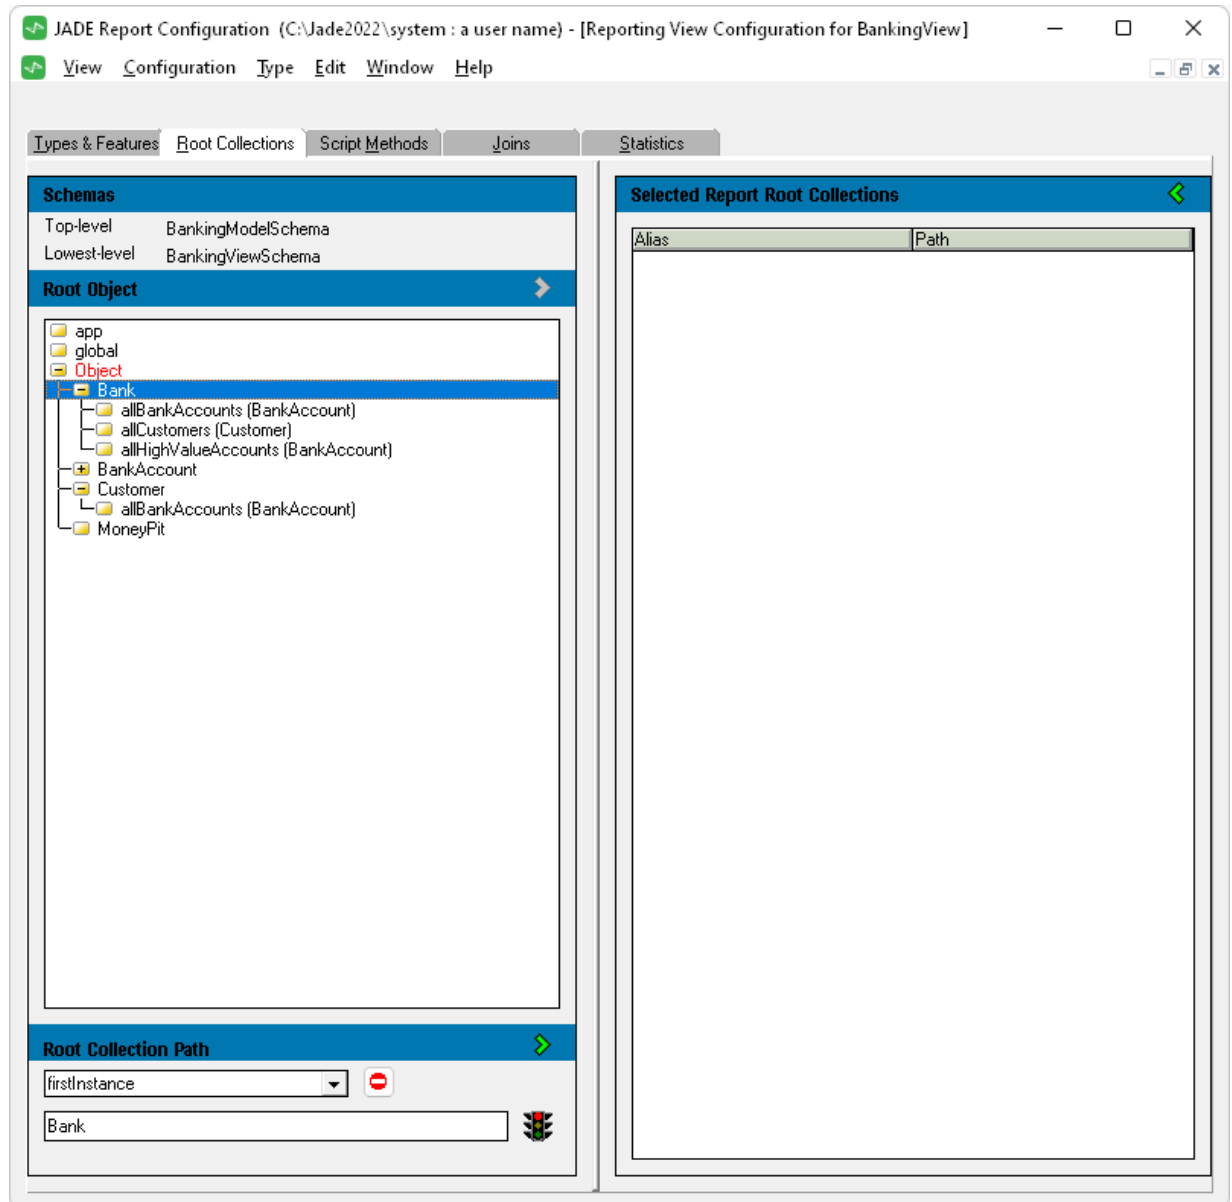 JADE Report Configuration (C:\Jade2022\system : a user name) - [Reporting View Configuration for BankingView]
View Configuration Type Edit Window Help
Types & Features Root Collections Script Methods Joins Statistics
Schemas
Top-level BankingModelSchema
Lowest-level BankingViewSchema
Root Object
app
global
Object
Bank
allBankAccounts (BankAccount)
allCustomers (Customer)
allHighValueAccounts (BankAccount)
BankAccount
Customer
allBankAccounts (BankAccount)
MoneyPit
Root Collection Path
firstInstance
Bank
Selected Report Root Collections
Alias Path